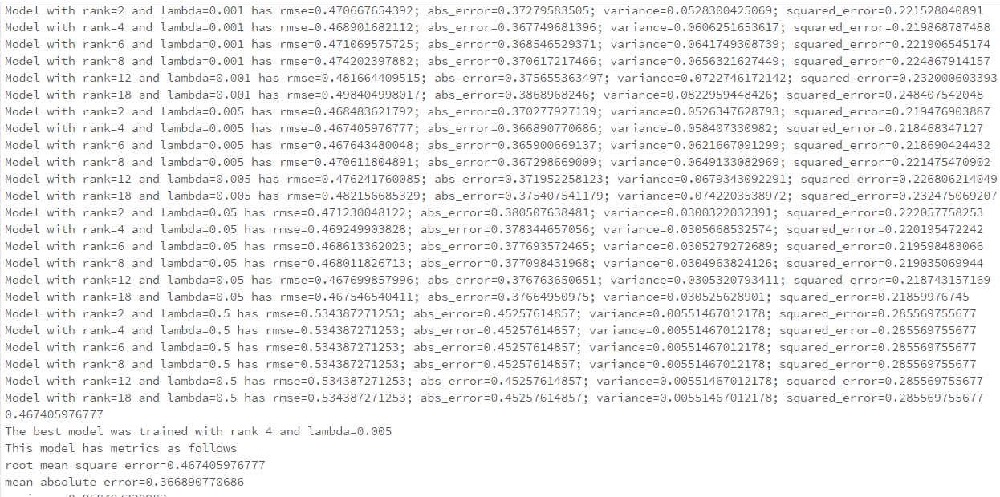 Model with rank=2 and lambda=0.001 has rmse=0.470667654392; abs_error=0.37279583505; variance=0.0528300425069; squared_error=0.221528040891
Model with rank=4 and lambda=0.001 has rmse=0.468901682112; abs_error=0.367749681396; variance=0.0606265153617; squared_error=0.219868787488
Model with rank=6 and lambda=0.001 has rmse=0.471069575725; abs_error=0.368546529371; variance=0.0641749308739; squared_error=0.221906545174
Model with rank=8 and lambda=0.001 has rmse=0.474202397882; abs_error=0.370617217466; variance=0.0656321627449; squared_error=0.224867914157
Model with rank=12 and lambda=0.001 has rmse=0.481664409515; abs_error=0.375655363497; variance=0.0722746172142; squared_error=0.232000603393
Model with rank=18 and lambda=0.001 has rmse=0.498404998017; abs_error=0.3868968246; variance=0.0822959448426; squared_error=0.248407542048
Model with rank=2 and lambda=0.005 has rmse=0.468483621792; abs_error=0.370277927139; variance=0.0526347628793; squared_error=0.219476903887
Model with rank=4 and lambda=0.005 has rmse=0.467405976777; abs_error=0.366890770686; variance=0.058407330982; squared_error=0.218468347127
Model with rank=6 and lambda=0.005 has rmse=0.467643480048; abs_error=0.365900669137; variance=0.0621667091299; squared_error=0.218690424432
Model with rank=8 and lambda=0.005 has rmse=0.470611804891; abs_error=0.367298669009; variance=0.0649133082969; squared_error=0.221475470902
Model with rank=12 and lambda=0.005 has rmse=0.476241760085; abs_error=0.371952258123; variance=0.0679343092291; squared_error=0.226806214049
Model with rank=18 and lambda=0.005 has rmse=0.482156685329; abs_error=0.375407541179; variance=0.0742203538972; squared_error=0.232475069207
Model with rank=2 and lambda=0.05 has rmse=0.471230048122; abs_error=0.380507638481; variance=0.0300322032391; squared_error=0.222057758253
Model with rank=4 and lambda=0.05 has rmse=0.469249903828; abs_error=0.378344657056; variance=0.0305668532574; squared_error=0.220195472242
Model with rank=6 and lambda=0.05 has rmse=0.468613362023; abs_error=0.377693572465; variance=0.0305279272689; squared_error=0.219598483066
Model with rank=8 and lambda=0.05 has rmse=0.468011826713; abs_error=0.377098431968; variance=0.0304963824126; squared_error=0.219035069944
Model with rank=12 and lambda=0.05 has rmse=0.467699857996; abs_error=0.376763650651; variance=0.0305320793411; squared_error=0.218743157169
Model with rank=18 and lambda=0.05 has rmse=0.467546540411; abs_error=0.37664950975; variance=0.030525628901; squared_error=0.21859976745
Model with rank=2 and lambda=0.5 has rmse=0.534387271253; abs_error=0.45257614857; variance=0.00551467012178; squared_error=0.285569755677
Model with rank=4 and lambda=0.5 has rmse=0.534387271253; abs_error=0.45257614857; variance=0.00551467012178; squared_error=0.285569755677
Model with rank=6 and lambda=0.5 has rmse=0.534387271253; abs_error=0.45257614857; variance=0.00551467012178; squared_error=0.285569755677
Model with rank=8 and lambda=0.5 has rmse=0.534387271253; abs_error=0.45257614857; variance=0.00551467012178; squared_error=0.285569755677
Model with rank=12 and lambda=0.5 has rmse=0.534387271253; abs_error=0.45257614857; variance=0.00551467012178; squared_error=0.285569755677
Model with rank=18 and lambda=0.5 has rmse=0.534387271253; abs_error=0.45257614857; variance=0.00551467012178; squared_error=0.285569755677
0.467405976777
The best model was trained with rank 4 and lambda=0.005
This model has metrics as follows
root mean square error=0.467405976777
mean absolute error=0.366890770686